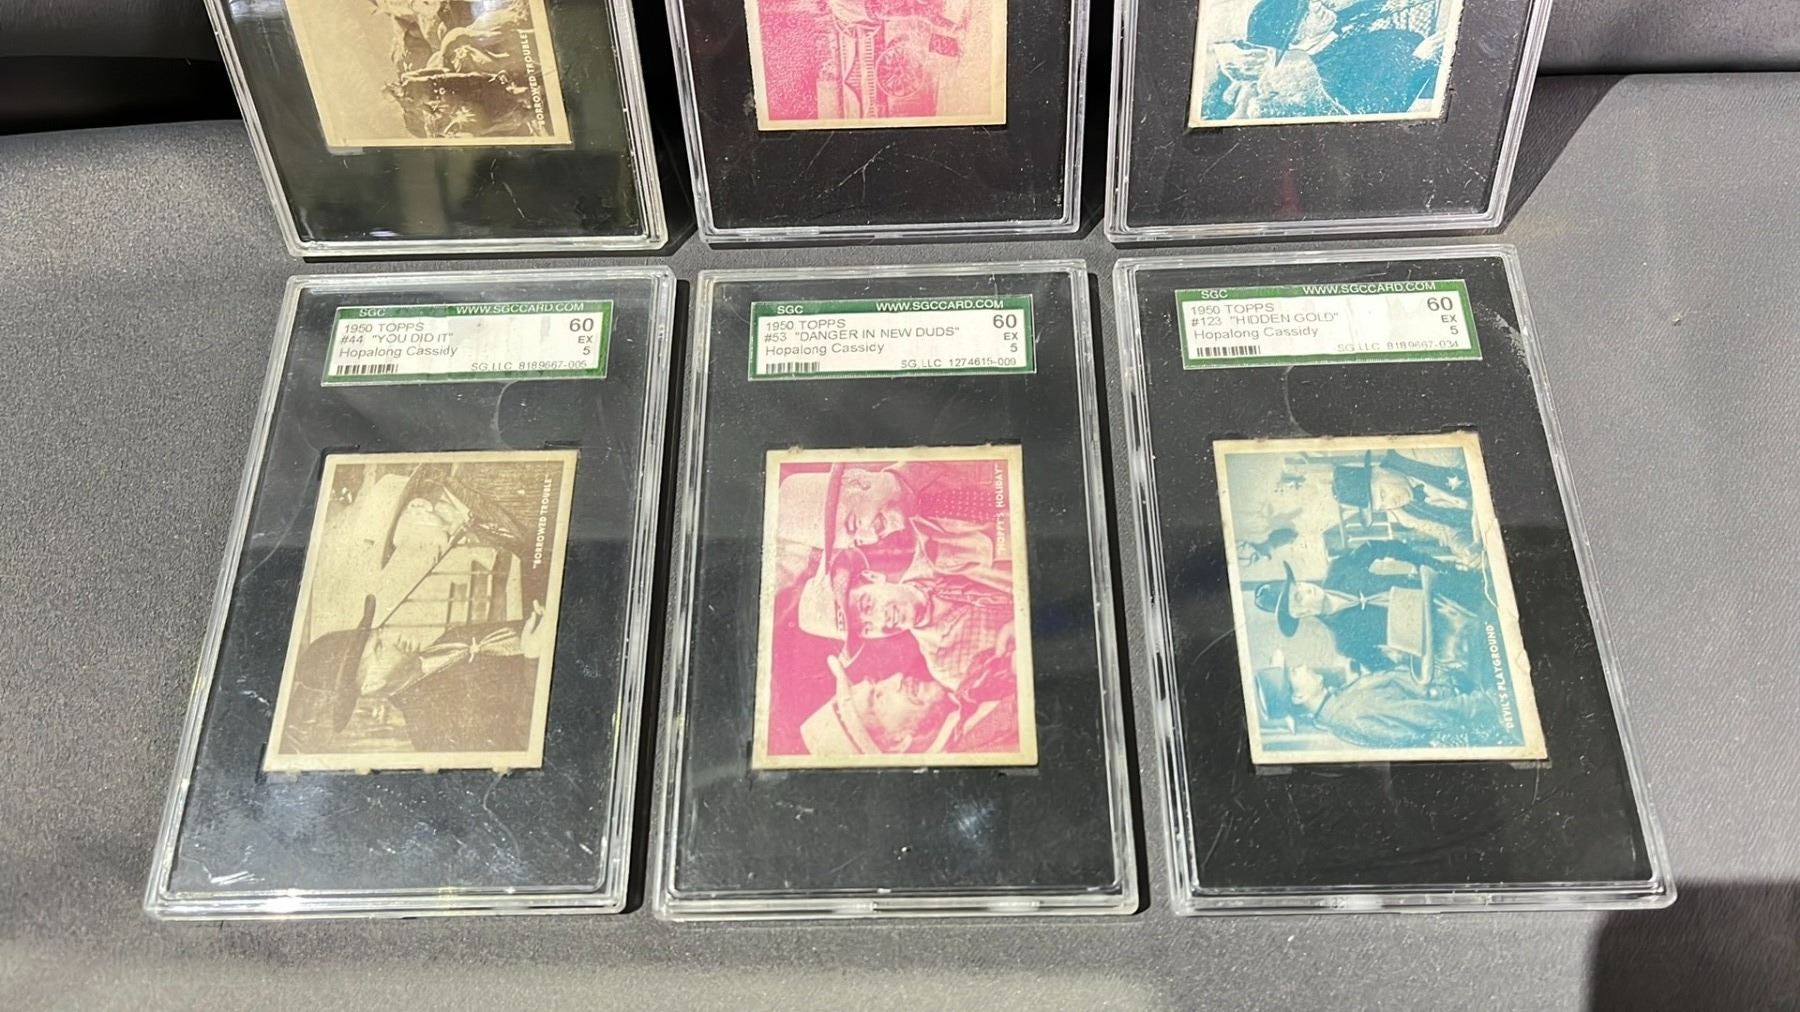 "BORROWED TROUBLE"
SGC WWW.SGCCARD.COM
1950 TOPPS 60
#44 "YOU DID IT" EX
Hopalong Cassidy 5
SG,LLC 8189667-005
"BORROWED TROUBLE"
SGC WWW.SGCCARD.COM
1950 TOPPS 60
#53 "DANGER IN NEW DUDS" EX
Hopalong Cassidy 5
SG,LLC 1274615-009
"HOPPY'S HOLIDAY"
SGC WWW.SGCCARD.COM
1950 TOPPS 60
#123 "HIDDEN GOLD" EX
Hopalong Cassidy 5
SG,LLC 8189667-034
"DEVIL'S PLAYGROUND"